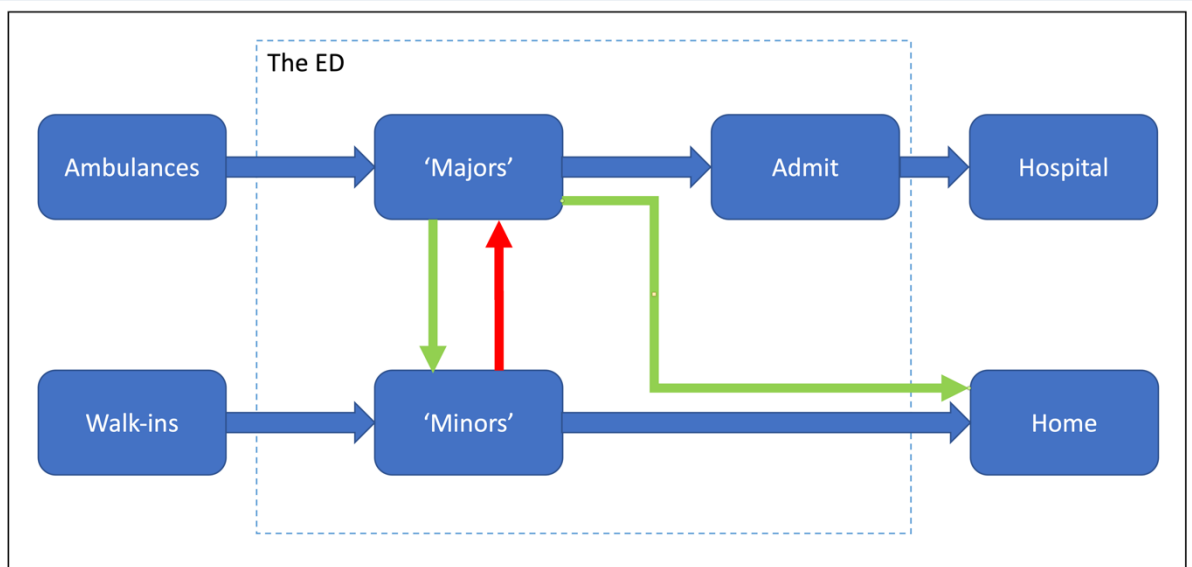 The ED
Ambulances
‘Majors’
Admit
Hospital
Walk-ins
‘Minors’
Home